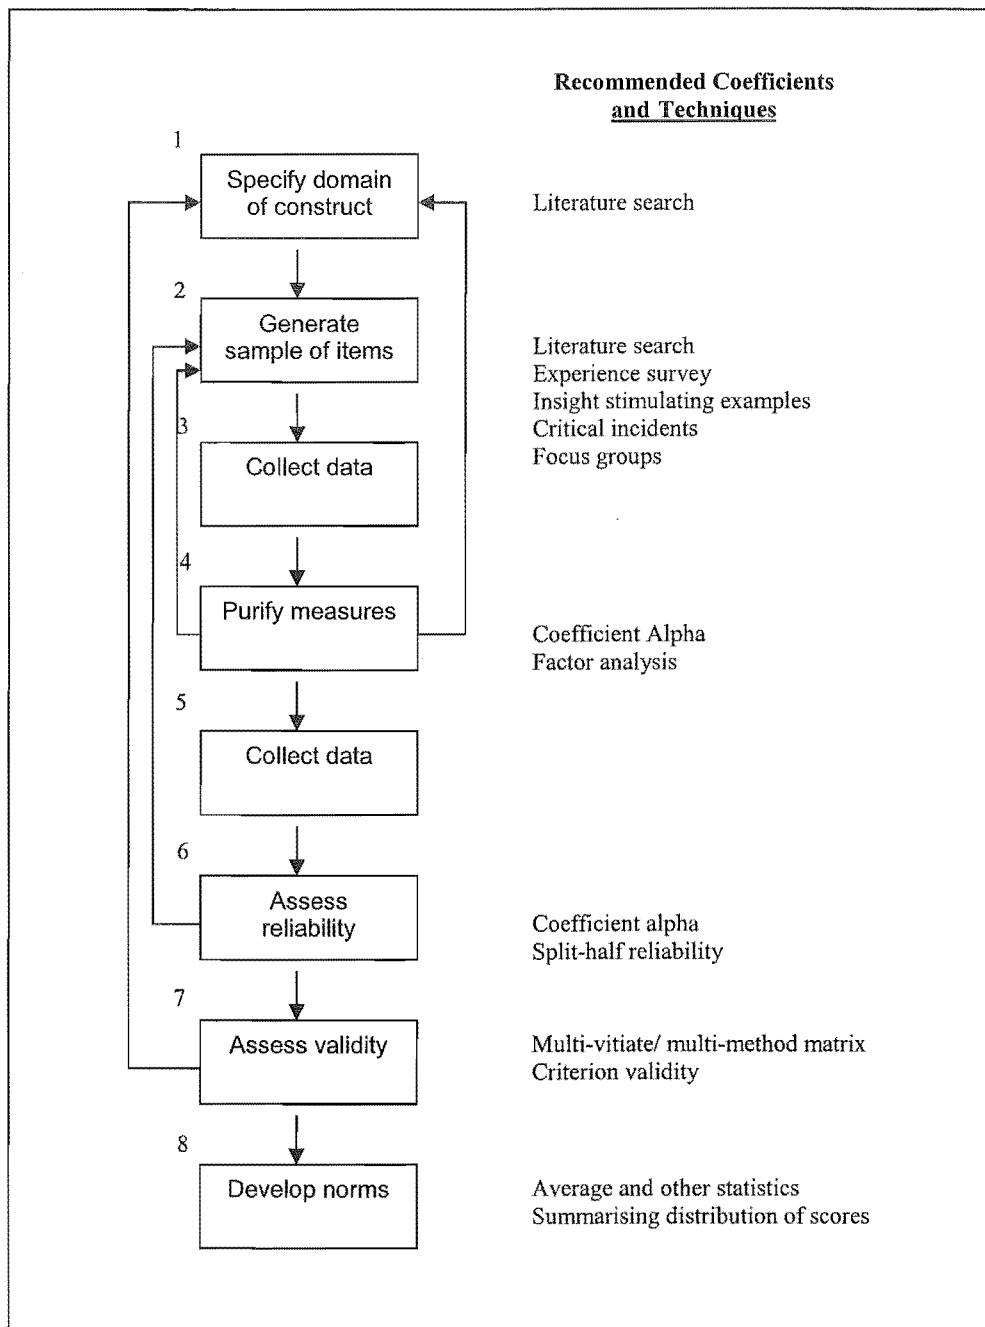 Recommended Coefficients
and Techniques
1
Specify domain
of construct
Literature search
2
Generate
sample of items
Literature search
Experience survey
Insight stimulating examples
Critical incidents
Focus groups
3
Collect data
4
Purify measures
Coefficient Alpha
Factor analysis
5
Collect data
6
Assess
reliability
Coefficient alpha
Split-half reliability
7
Assess validity
Multi-vitiate/ multi-method matrix
Criterion validity
8
Develop norms
Average and other statistics
Summarising distribution of scores